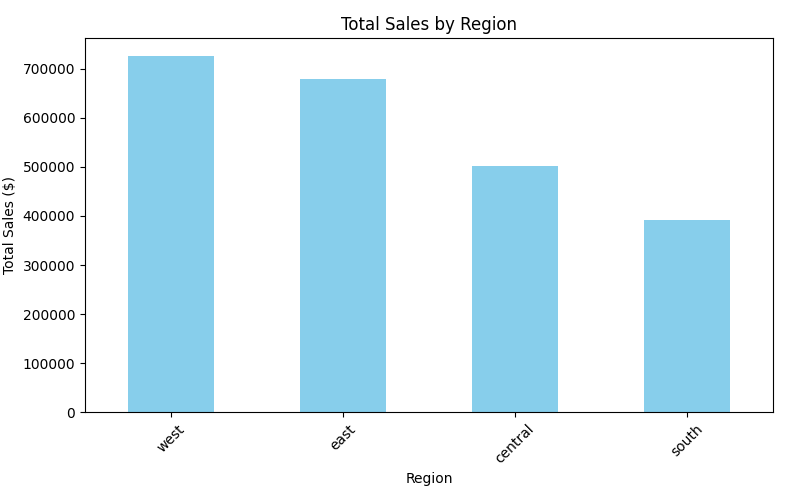 Total Sales by Region
Total Sales ($)
700000
600000
500000
400000
300000
200000
100000
0
west
east
central
south
Region